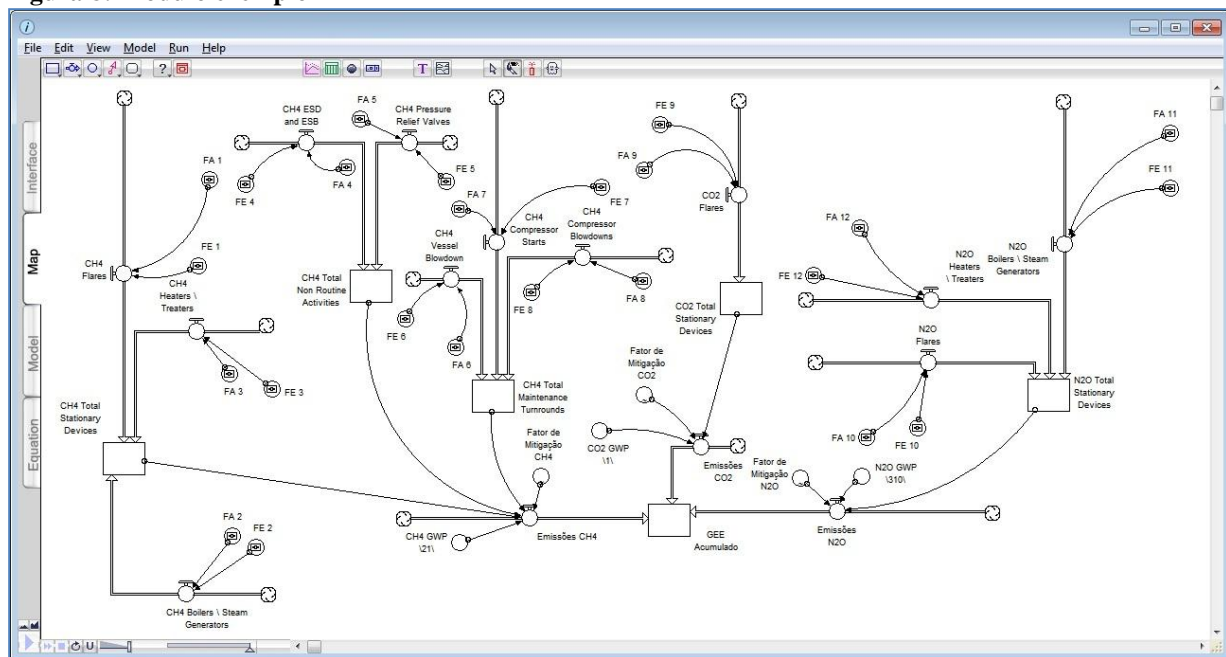 File Edit View Model Run Help
Interface
Map
Model
Equation
FA 1
FE 1
CH4
Flares
CH4
Heaters \
Treaters
FA 3
FE 3
CH4 Total
Stationary
Devices
FA 2
FE 2
CH4 Boilers \ Steam
Generators
CH4 ESD
and ESB
FE 4
FA 4
FA 5
CH4 Pressure
Relief Valves
FE 5
CH4 Total
Non Routine
Activities
FA 7
FE 7
CH4
Compressor
Starts
CH4
Compressor
Blowdowns
CH4
Vessel
Blowdown
FE 8
FA 8
FE 6
FA 6
CH4 Total
Maintenance
Turnrounds
Fator de
Mitigação
CH4
CH4 GWP
\21\
Emissões CH4
FE 9
FA 9
CO2
Flares
CO2 Total
Stationary
Devices
Fator de
Mitigação
CO2
CO2 GWP
\1\
Emissões
CO2
GEE
Acumulado
FA 11
FE 11
N2O
Boilers \ Steam
Generators
FA 12
FE 12
N2O
Heaters \
Treaters
N2O
Flares
FA 10
FE 10
N2O Total
Stationary
Devices
Fator de
Mitigação
N2O
N2O GWP
\310\
Emissões
N2O